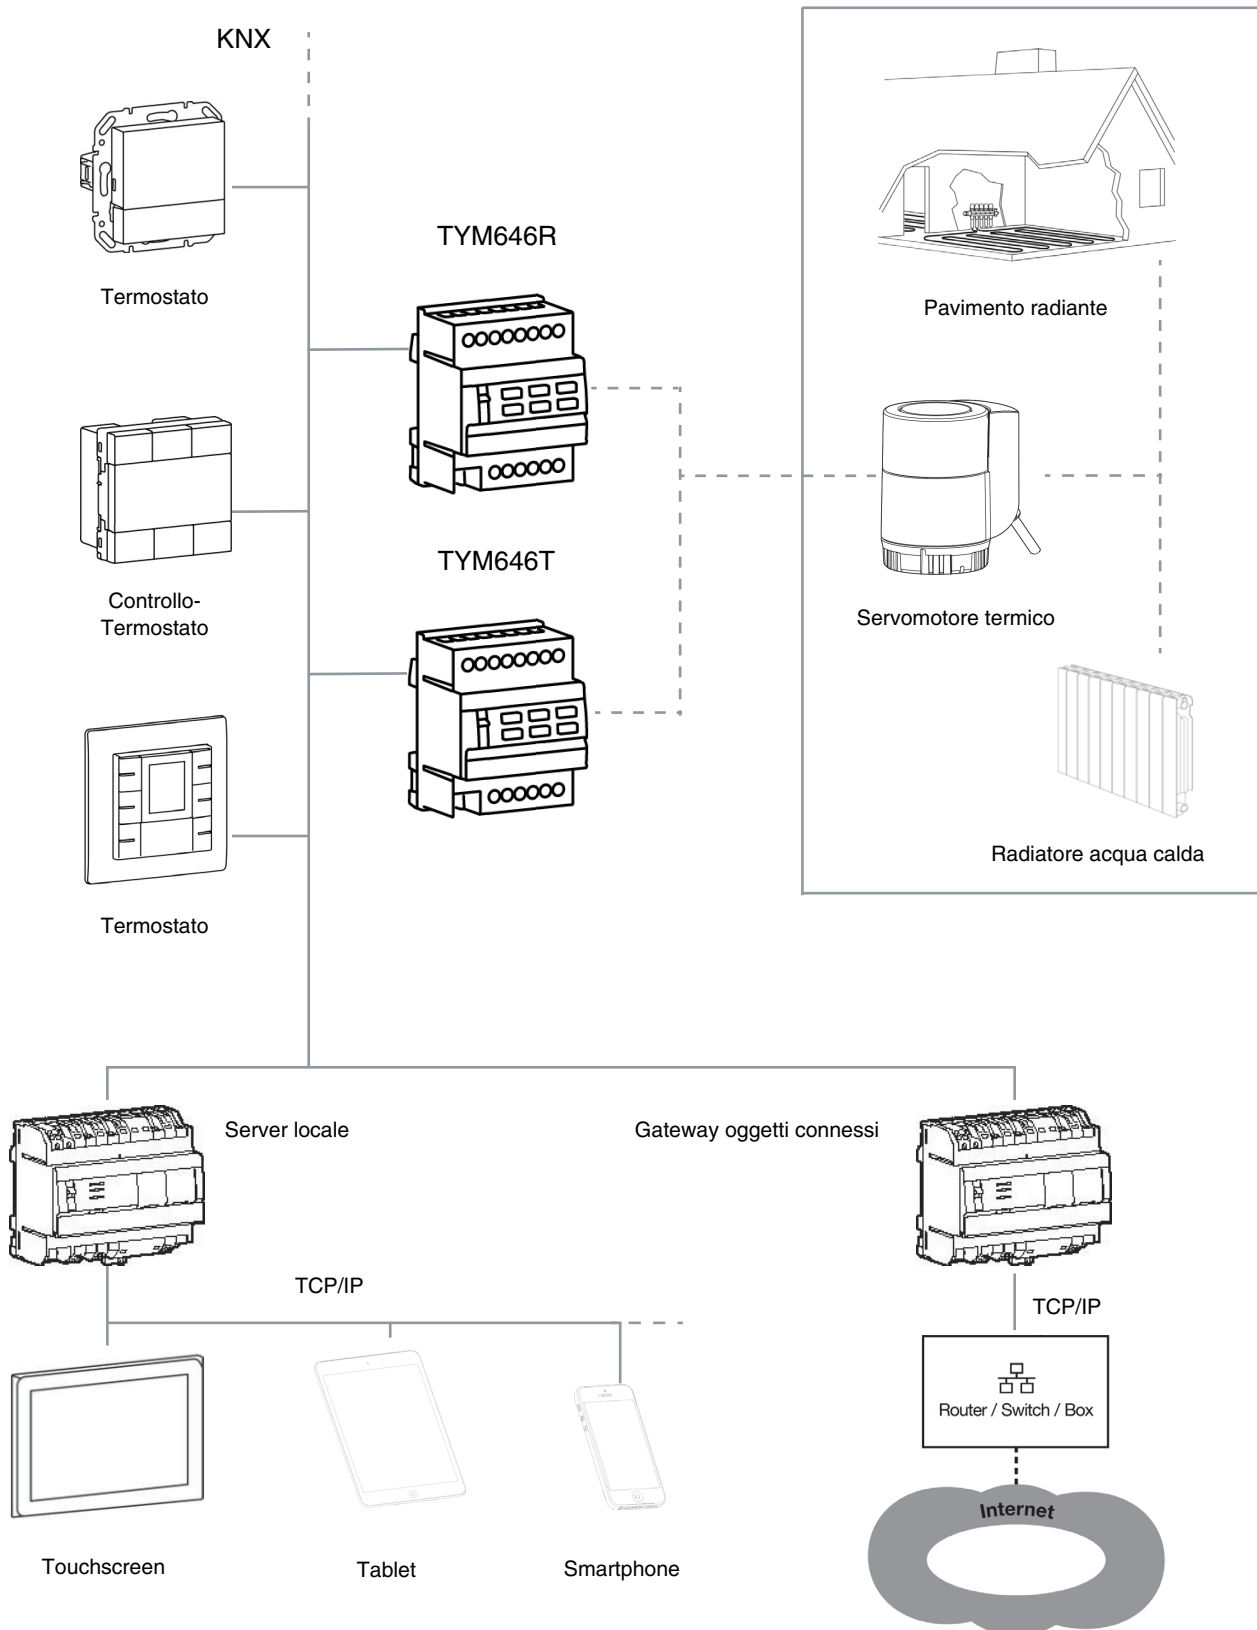 KNX
Termostato
TYM646R
Pavimento radiante
TYM646T
Controllo-
Termostato
Servomotore termico
Termostato
Radiatore acqua calda
Server locale
Gateway oggetti connessi
TCP/IP
TCP/IP
Router / Switch / Box
Internet
Touchscreen
Tablet
Smartphone